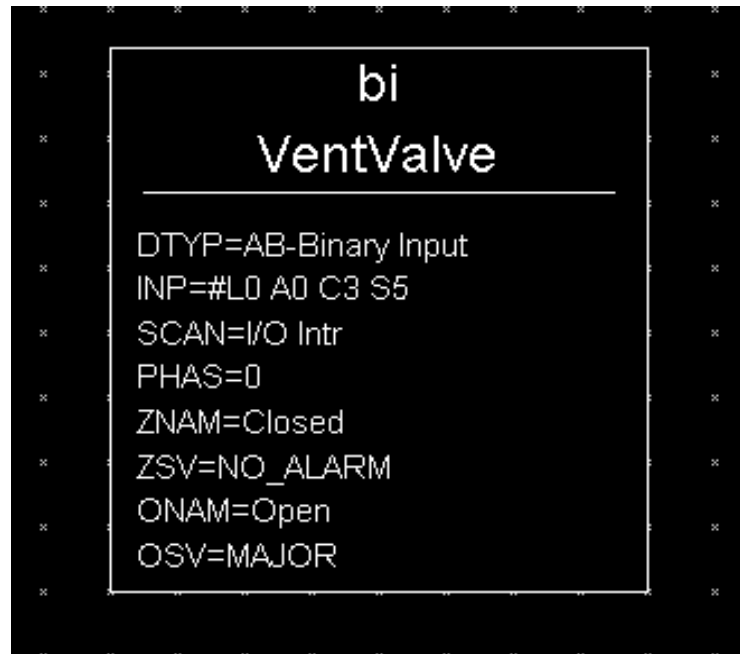 bi
VentValve
DTYP=AB-Binary Input
INP=#L0 A0 C3 S5
SCAN=I/O Intr
PHAS=0
ZNAM=Closed
ZSV=NO_ALARM
ONAM=Open
OSV=MAJOR